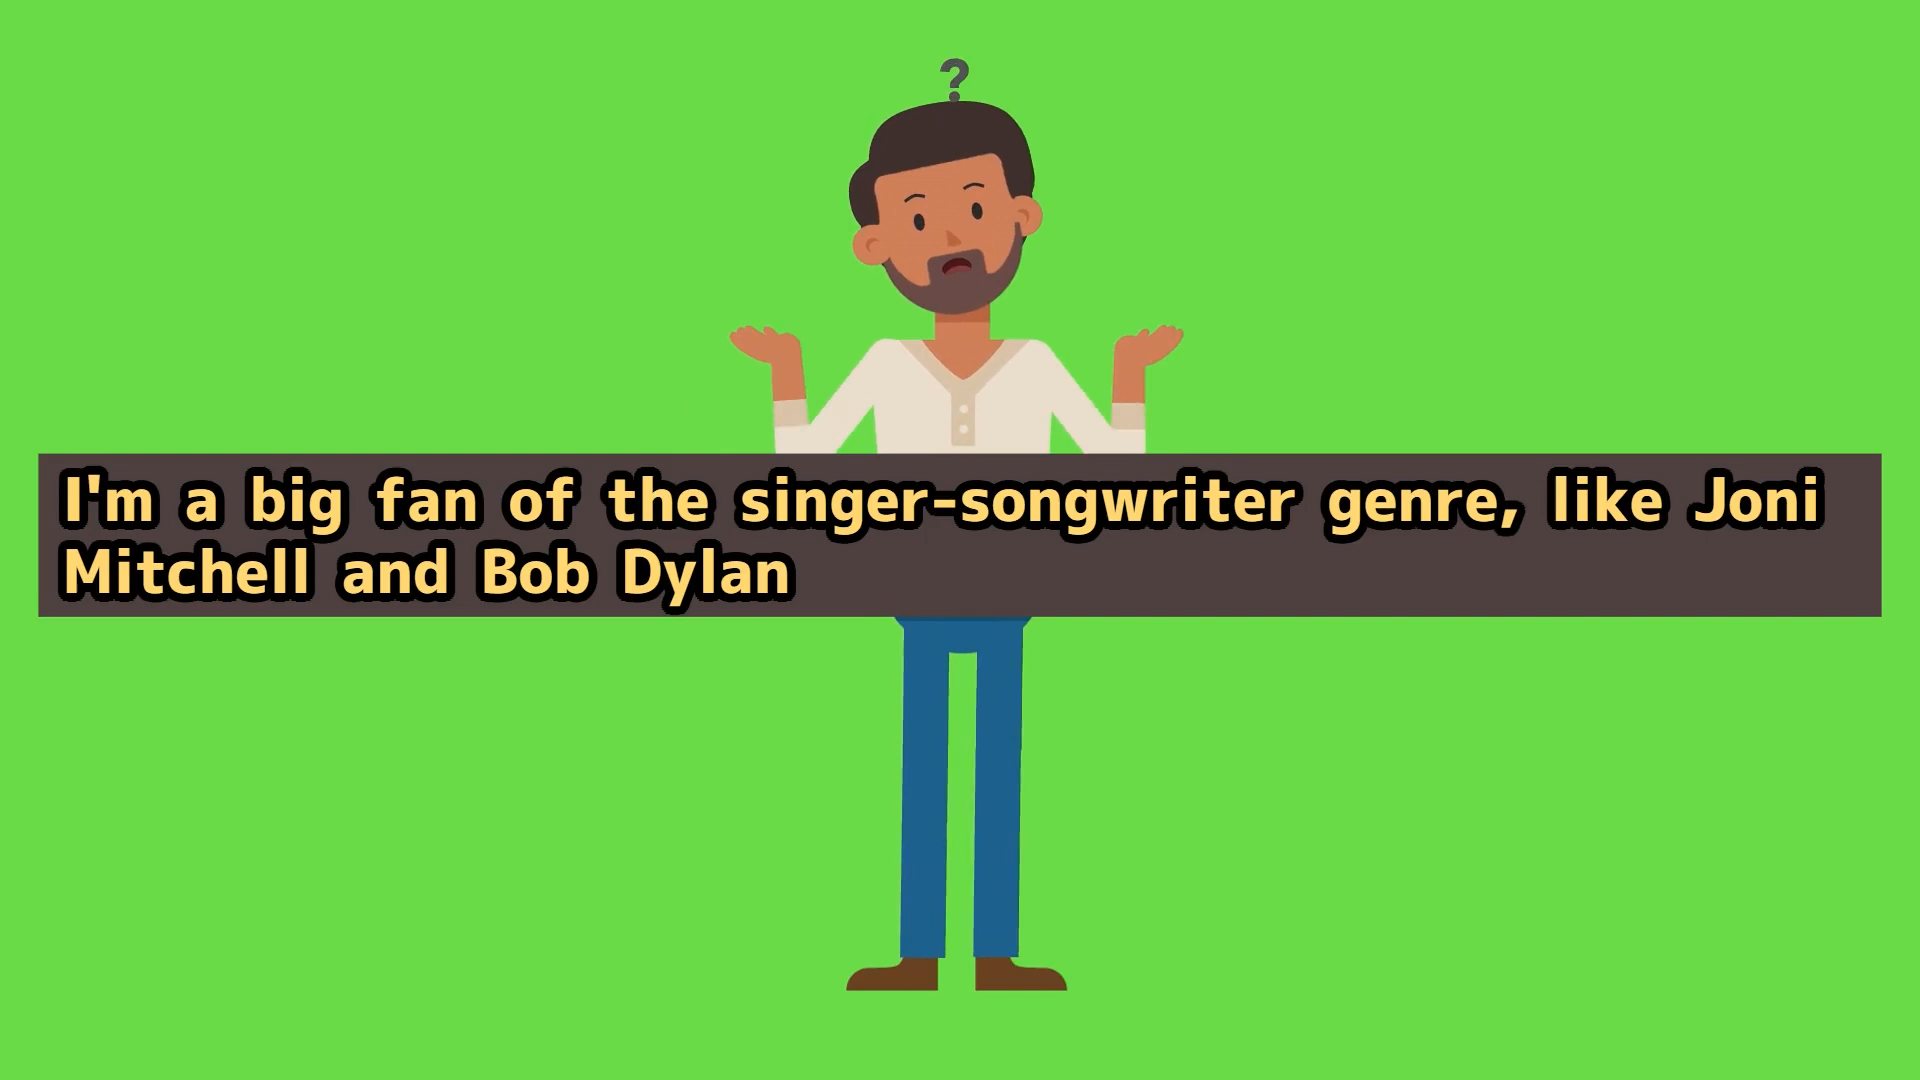 ?
I'm a big fan of the singer-songwriter genre, like Joni
Mitchell and Bob Dylan